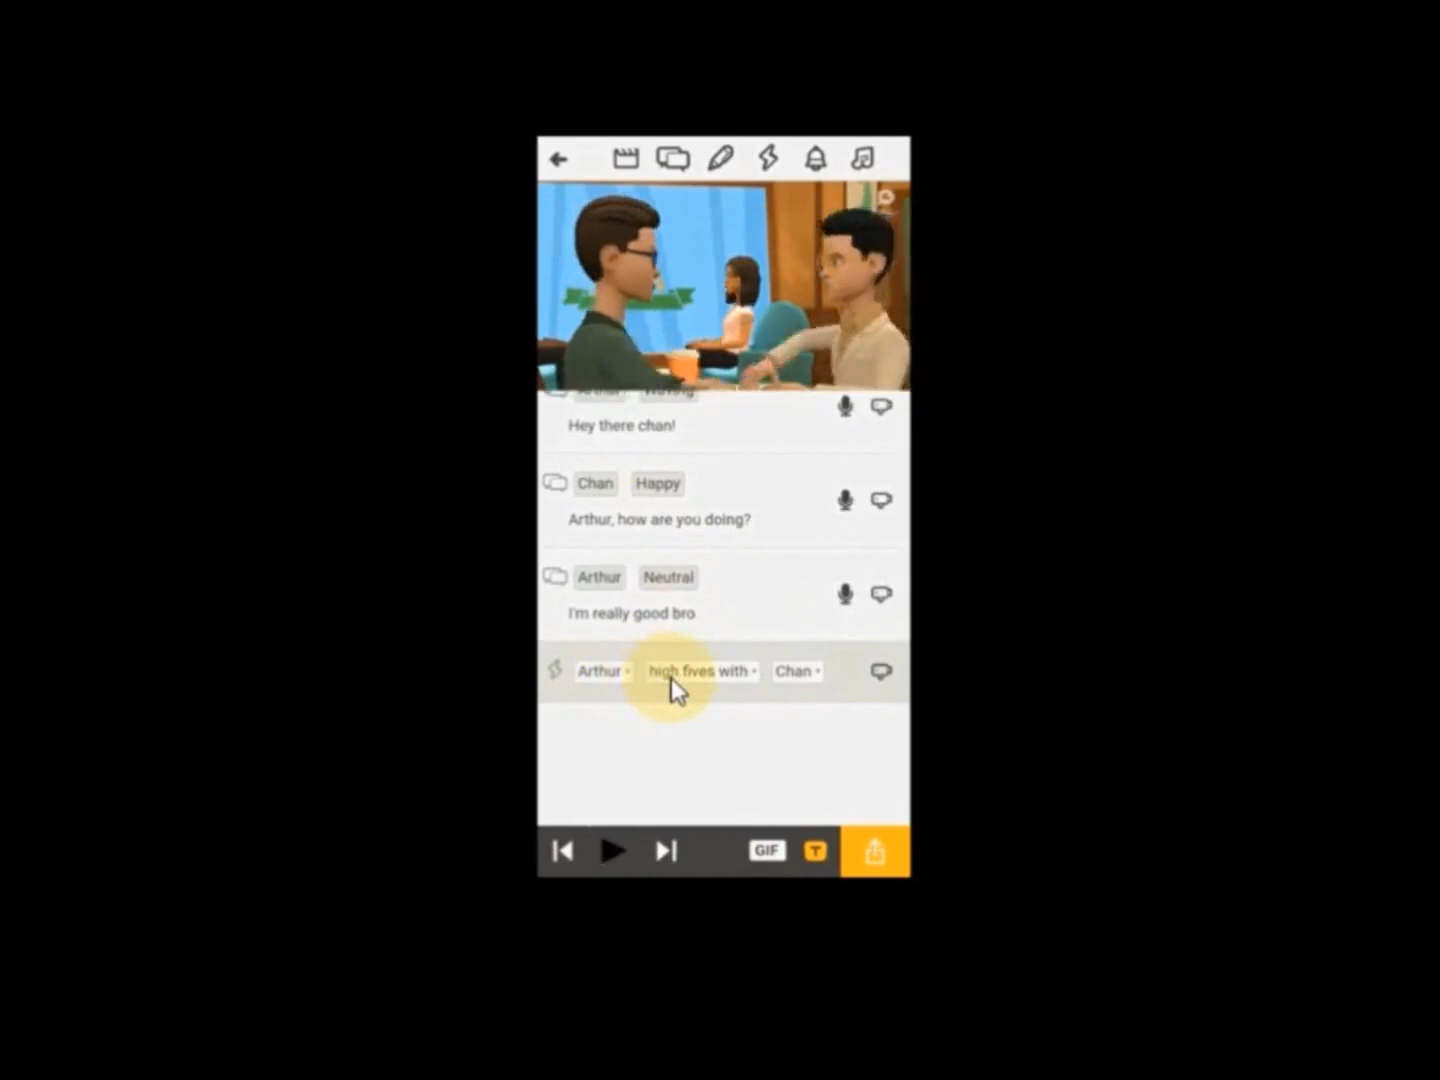 Hey there chan!
Chan Happy
Arthur, how are you doing?
Arthur Neutral
I'm really good bro
Arthur high fives with Chan
GIF T